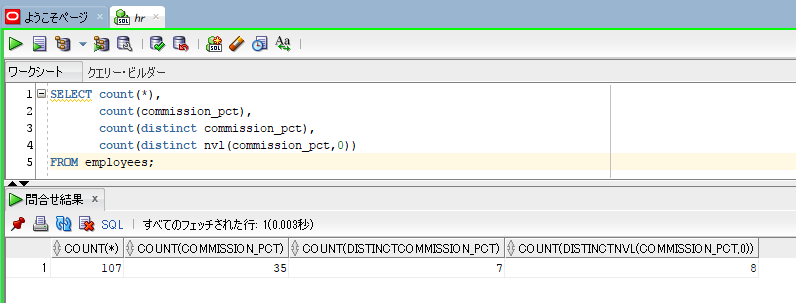 ようこそページ hr
ワークシート クエリー・ビルダー
1 SELECT count(*),
2 count(commission_pct),
3 count(distinct commission_pct),
4 count(distinct nvl(commission_pct,0))
5 FROM employees;
問合せ結果 x
SQL | すべてのフェッチされた行: 1(0.003秒)
COUNT(*) COUNT(COMMISSION_PCT) COUNT(DISTINCTCOMMISSION_PCT) COUNT(DISTINCTNVL(COMMISSION_PCT,0))
1 107 35 7 8